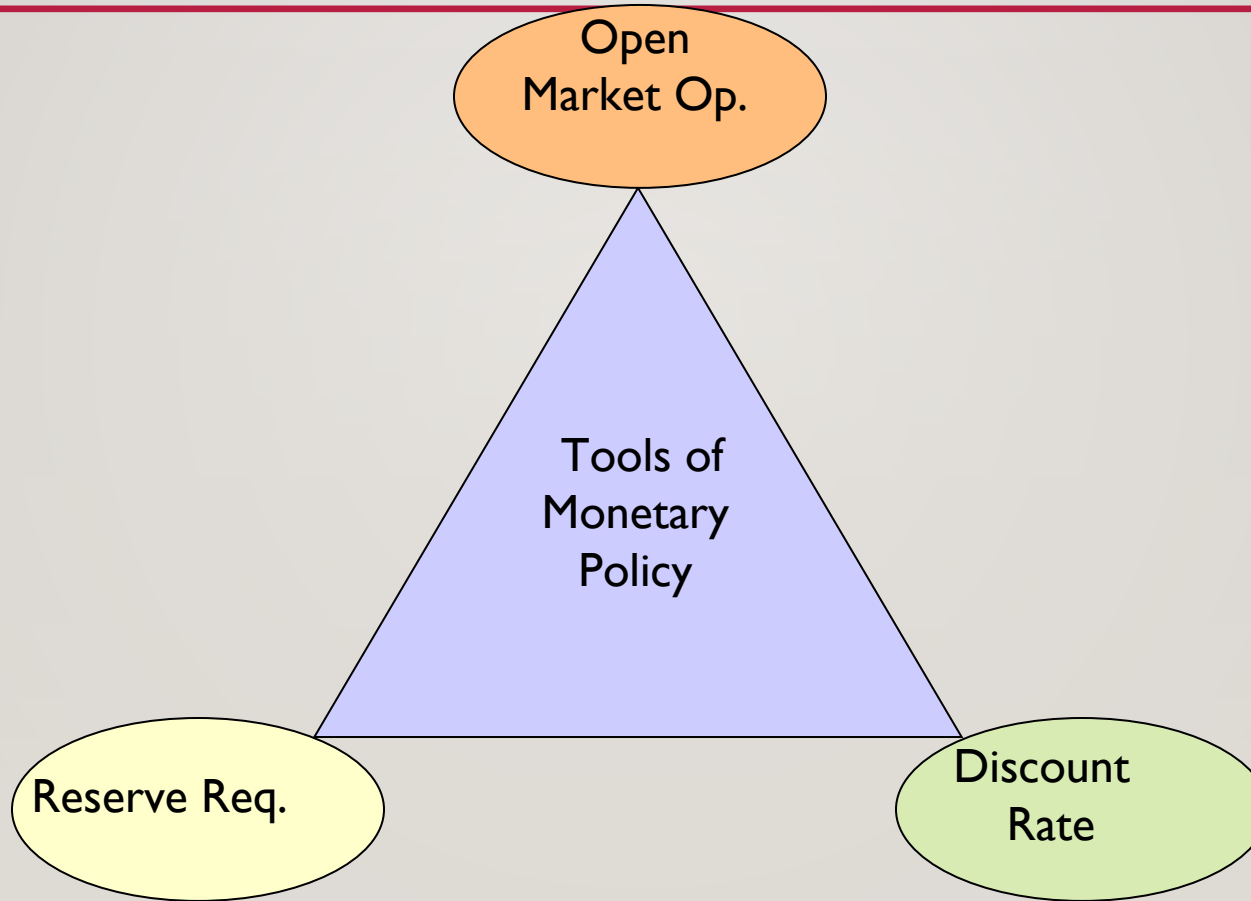 Open
Market Op.
Tools of
Monetary
Policy
Reserve Req.
Discount
Rate